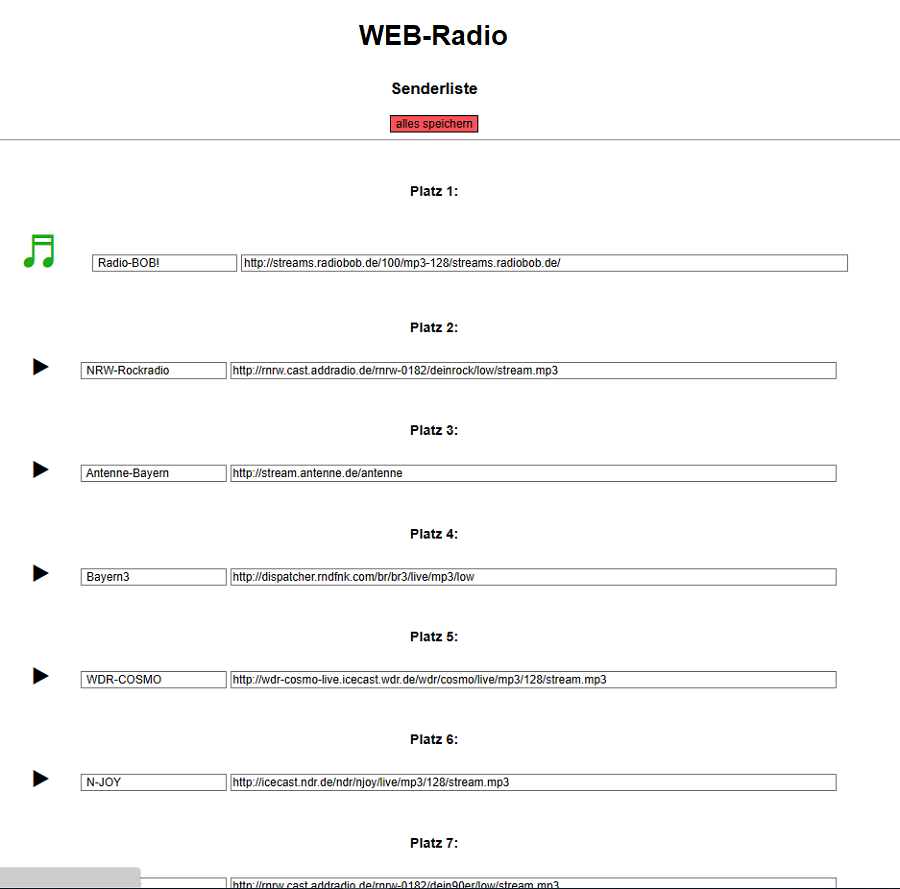 WEB-Radio
Senderliste
alles speichern
Platz 1:
Radio-BOB! http://streams.radiobob.de/100/mp3-128/streams.radiobob.de/
Platz 2:
NRW-Rockradio http://rnrw.cast.addradio.de/rnrw-0182/deinrock/low/stream.mp3
Platz 3:
Antenne-Bayern http://stream.antenne.de/antenne
Platz 4:
Bayern3 http://dispatcher.rndfnk.com/br/br3/live/mp3/low
Platz 5:
WDR-COSMO http://wdr-cosmo-live.icecast.wdr.de/wdr/cosmo/live/mp3/128/stream.mp3
Platz 6:
N-JOY http://icecast.ndr.de/ndr/njoy/live/mp3/128/stream.mp3
Platz 7:
http://rnrw.cast.addradio.de/rnrw-0182/dein90er/low/stream.mp3